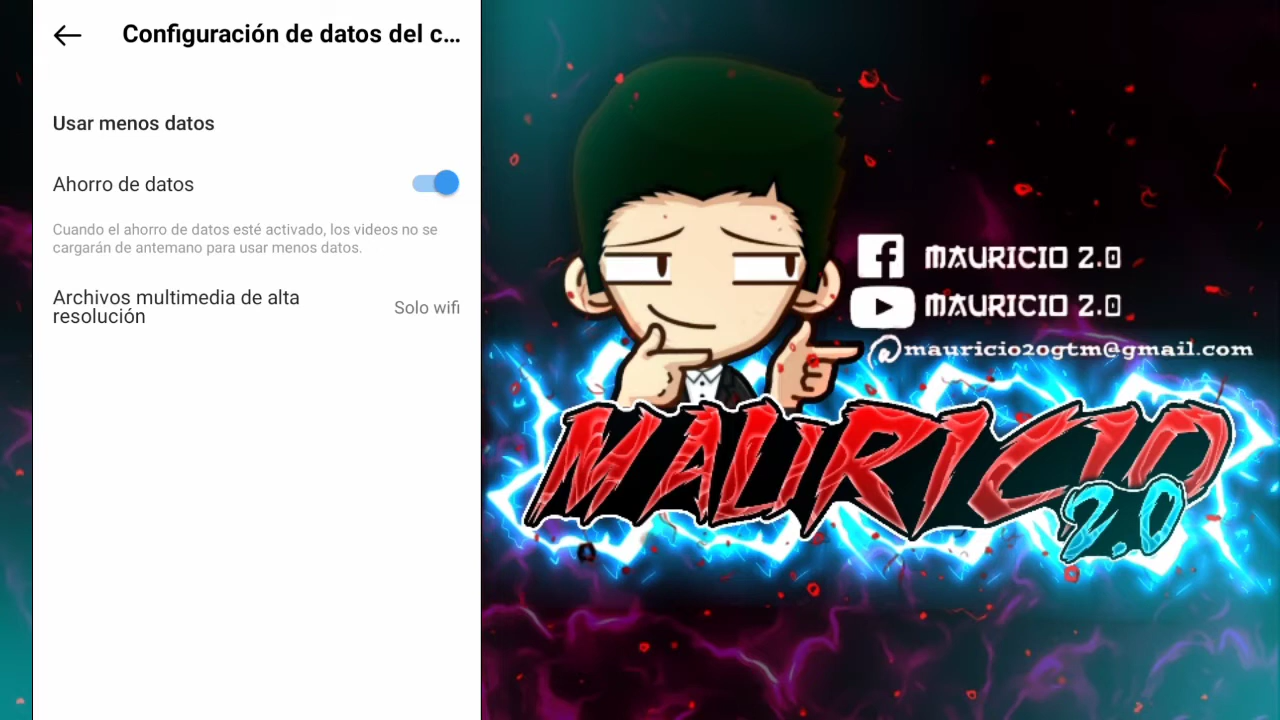 Configuración de datos del c...
Usar menos datos
Ahorro de datos
Cuando el ahorro de datos esté activado, los videos no se
cargarán de antemano para usar menos datos.
Archivos multimedia de alta
resolución
Solo wifi
MAURICIO 2.0
MAURICIO 2.0
@mauricio20gtm@gmail.com
MAURICIO
2.0